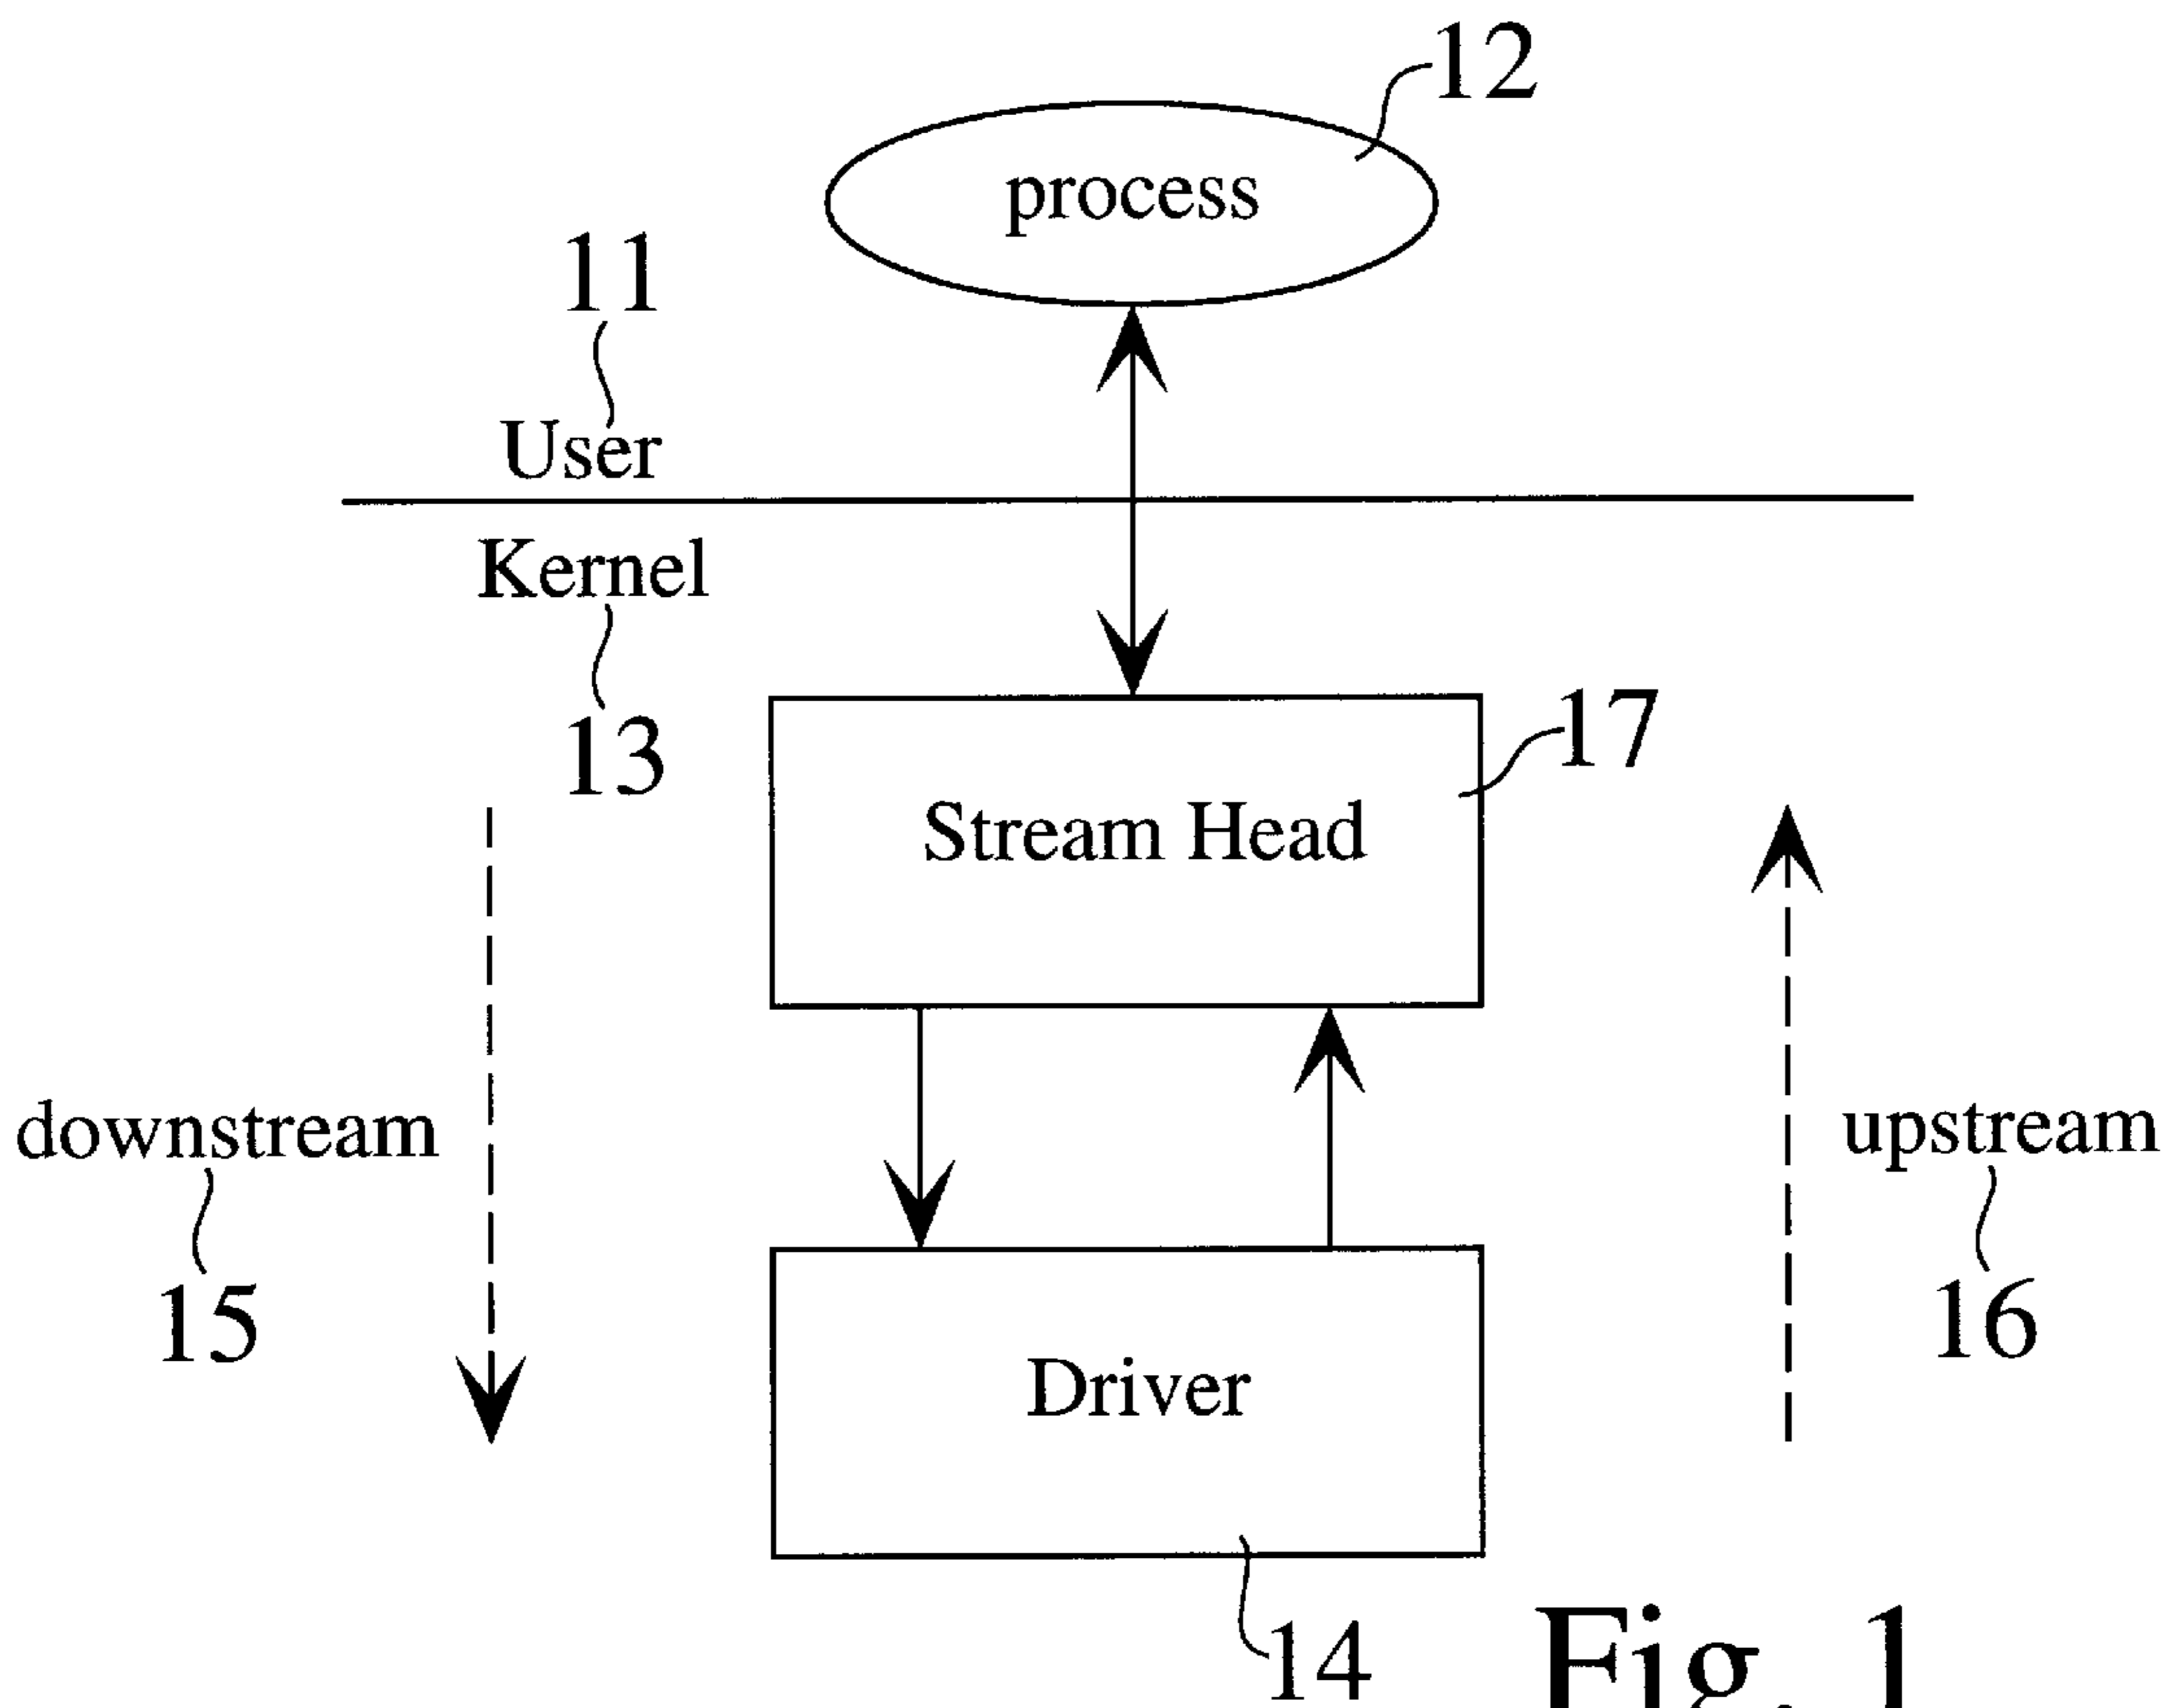 12
process
11
User
Kernel
13
17
Stream Head
downstream
upstream
15
16
Driver
14
Fig. 1